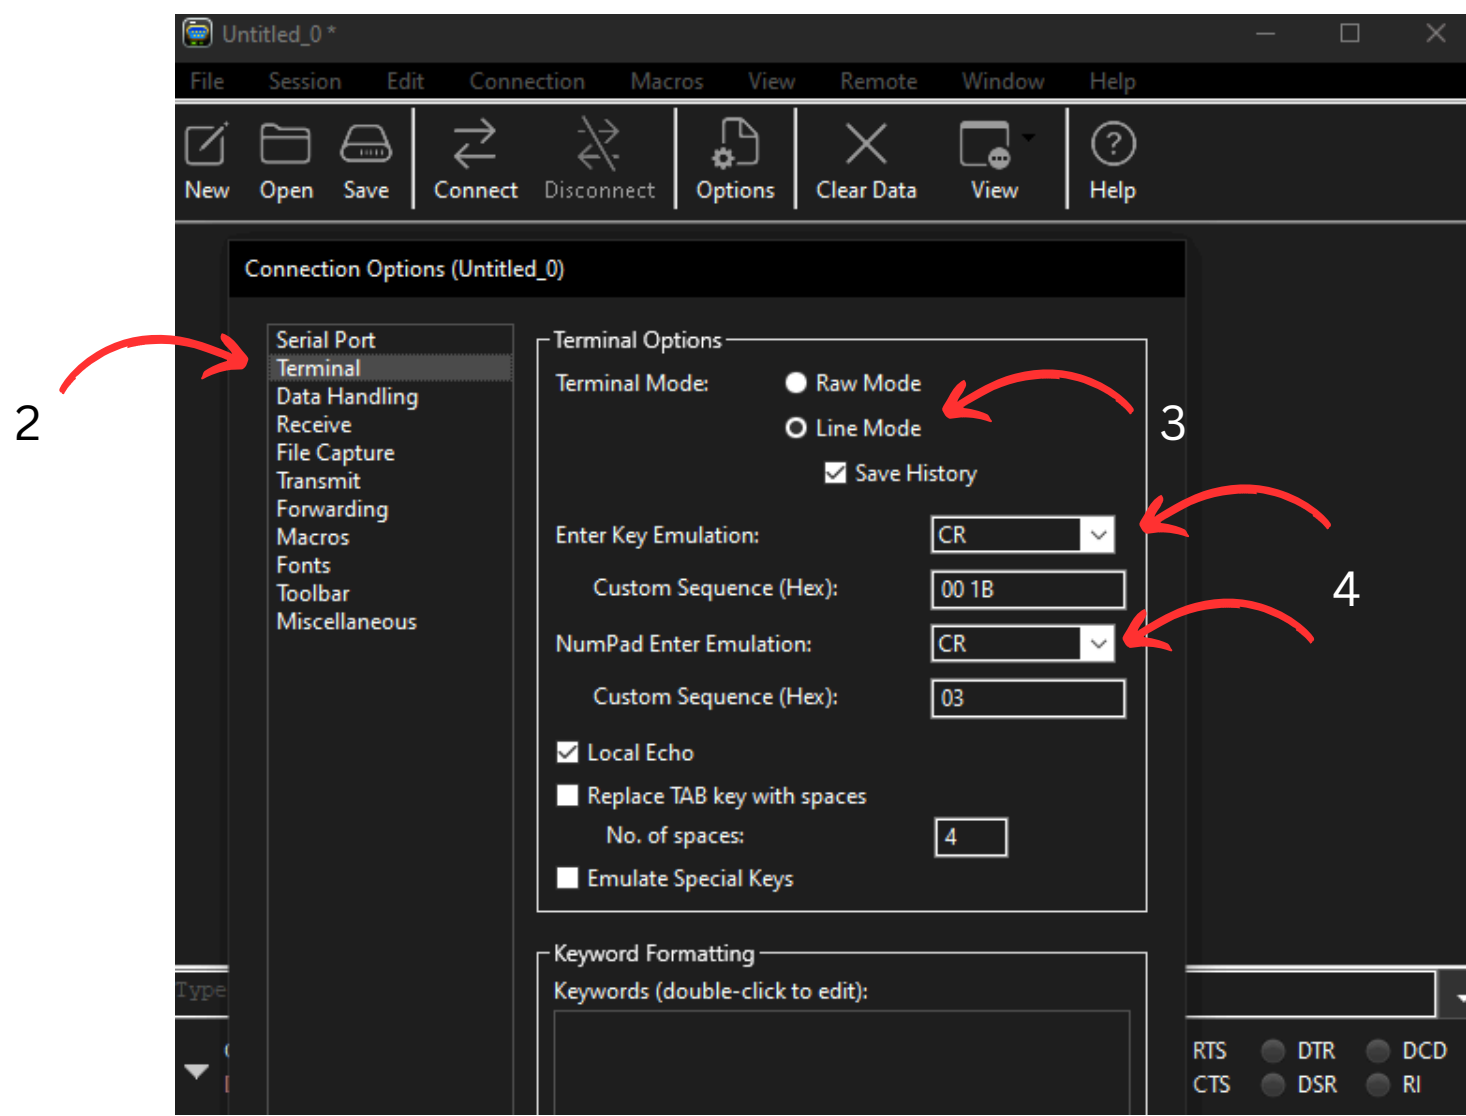 Untitled_0 *
File Session Edit Connection Macros View Remote Window Help
New Open Save Connect Disconnect Options Clear Data View Help
Connection Options (Untitled_0)
Serial Port
Terminal
Data Handling
Receive
File Capture
Transmit
Forwarding
Macros
Fonts
Toolbar
Miscellaneous
2
Terminal Options
Terminal Mode: Raw Mode
Line Mode
3
Save History
Enter Key Emulation: CR
Custom Sequence (Hex): 00 1B
4
NumPad Enter Emulation: CR
Custom Sequence (Hex): 03
Local Echo
Replace TAB key with spaces
No. of spaces: 4
Emulate Special Keys
Keyword Formatting
Keywords (double-click to edit):
Type
RTS DTR DCD
CTS DSR RI